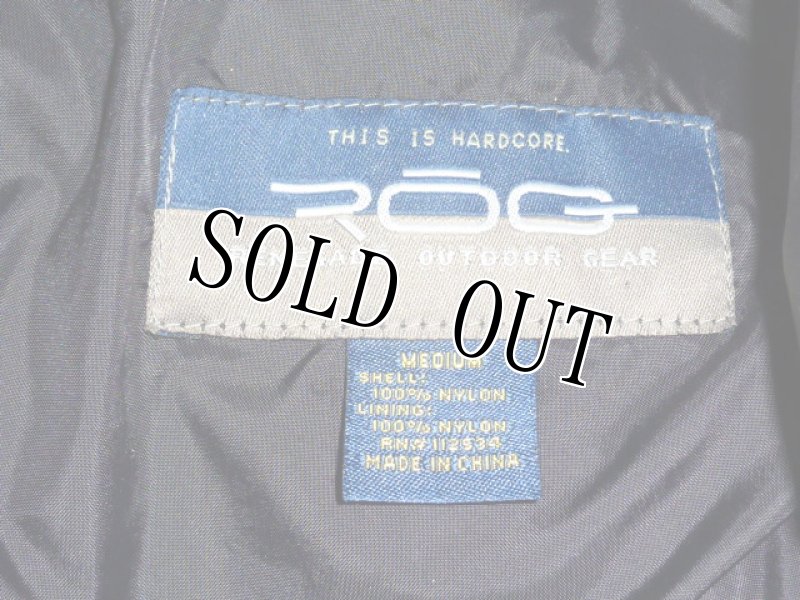 THIS IS HARDCORE.
RŌG
RENEGADE OUTDOOR GEAR
SOLD OUT
MEDIUM
SHELL:
100% NYLON
LINING:
100% NYLON
RN# 112534
MADE IN CHINA